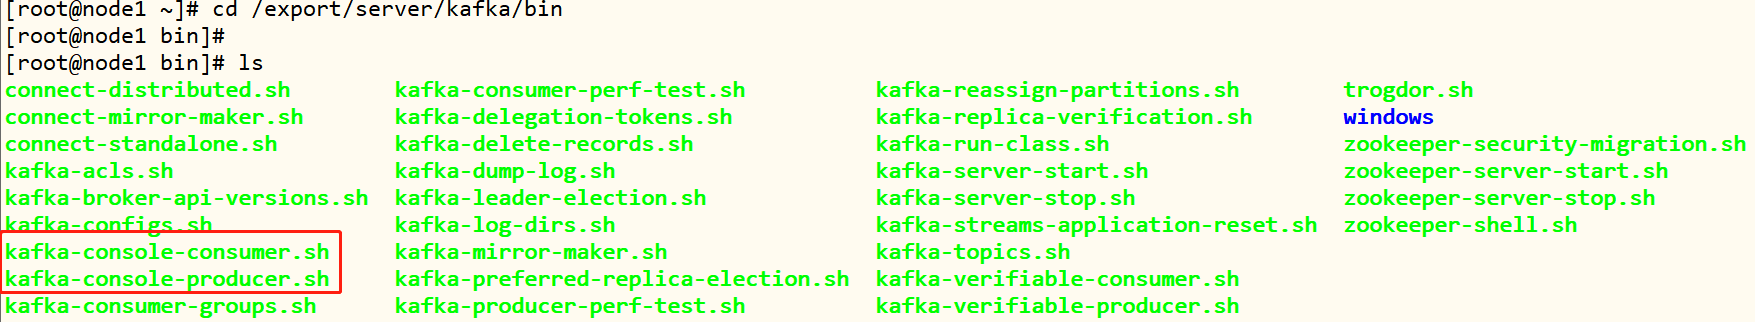 [root@node1 ~]# cd /export/server/kafka/bin
[root@node1 bin]#
[root@node1 bin]# ls
connect-distributed.sh kafka-consumer-perf-test.sh kafka-reassign-partitions.sh trogdor.sh
connect-mirror-maker.sh kafka-delegation-tokens.sh kafka-replica-verification.sh windows
connect-standalone.sh kafka-delete-records.sh kafka-run-class.sh zookeeper-security-migration.sh
kafka-acls.sh kafka-dump-log.sh kafka-server-start.sh zookeeper-server-start.sh
kafka-broker-api-versions.sh kafka-leader-election.sh kafka-server-stop.sh zookeeper-server-stop.sh
kafka-configs.sh kafka-log-dirs.sh kafka-streams-application-reset.sh zookeeper-shell.sh
kafka-console-consumer.sh kafka-mirror-maker.sh kafka-topics.sh
kafka-console-producer.sh kafka-preferred-replica-election.sh kafka-verifiable-consumer.sh
kafka-consumer-groups.sh kafka-producer-perf-test.sh kafka-verifiable-producer.sh